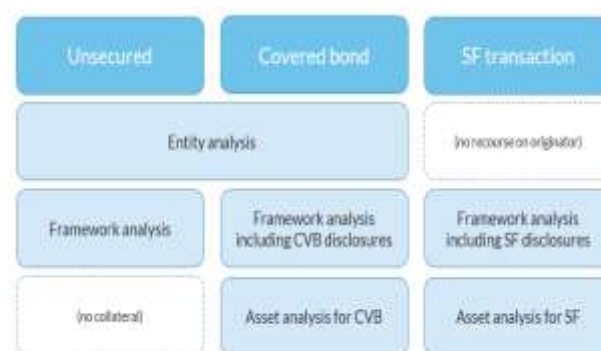 Unsecured
Covered bond
SF transaction
Entity analysis
(no recourse on originator)
Framework analysis
Framework analysis
including CVB disclosures
Framework analysis
including SF disclosures
(no collateral)
Asset analysis for CVB
Asset analysis for SF